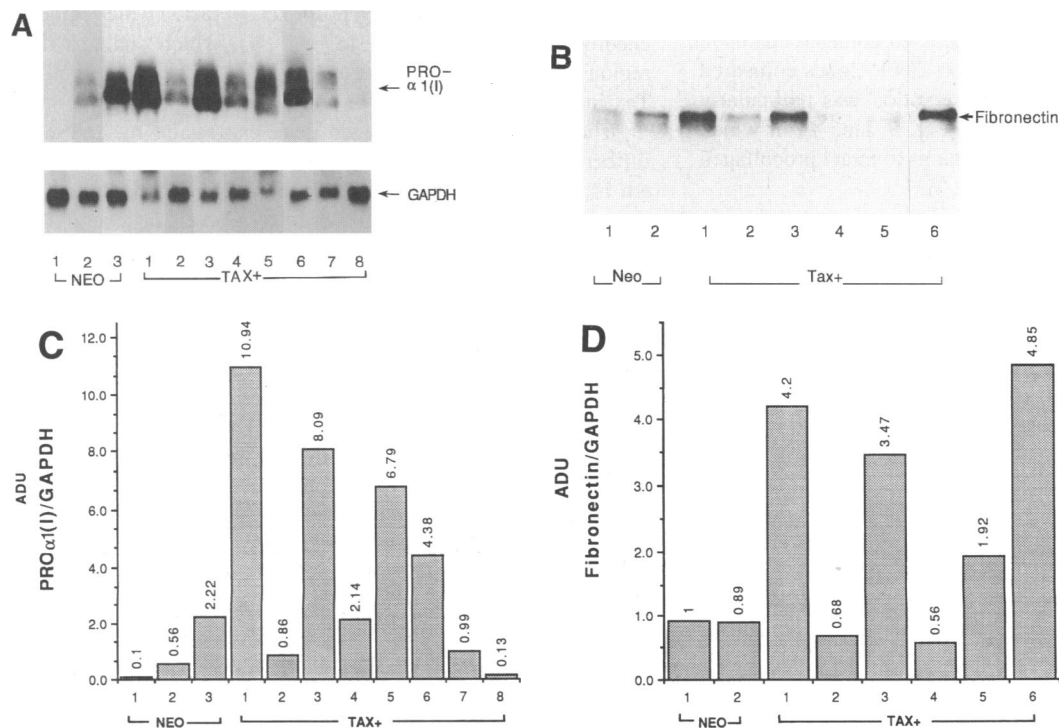 A
PRO-
α1(I)
GAPDH
1 2 3 1 2 3 4 5 6 7 8
NEO TAX+
B
Fibronectin
1 2 1 2 3 4 5 6
Neo Tax+
C
ADU
PROα1(I)/GAPDH
12.0
10.0
8.0
6.0
4.0
2.0
0.0
0.1
0.56
2.22
10.94
0.86
8.09
2.14
6.79
4.38
0.99
0.13
1 2 3 1 2 3 4 5 6 7 8
NEO TAX+
D
ADU
Fibronectin/GAPDH
5.0
4.0
3.0
2.0
1.0
0.0
1
0.89
4.2
0.68
3.47
0.56
1.92
4.85
1 2 1 2 3 4 5 6
NEO TAX+